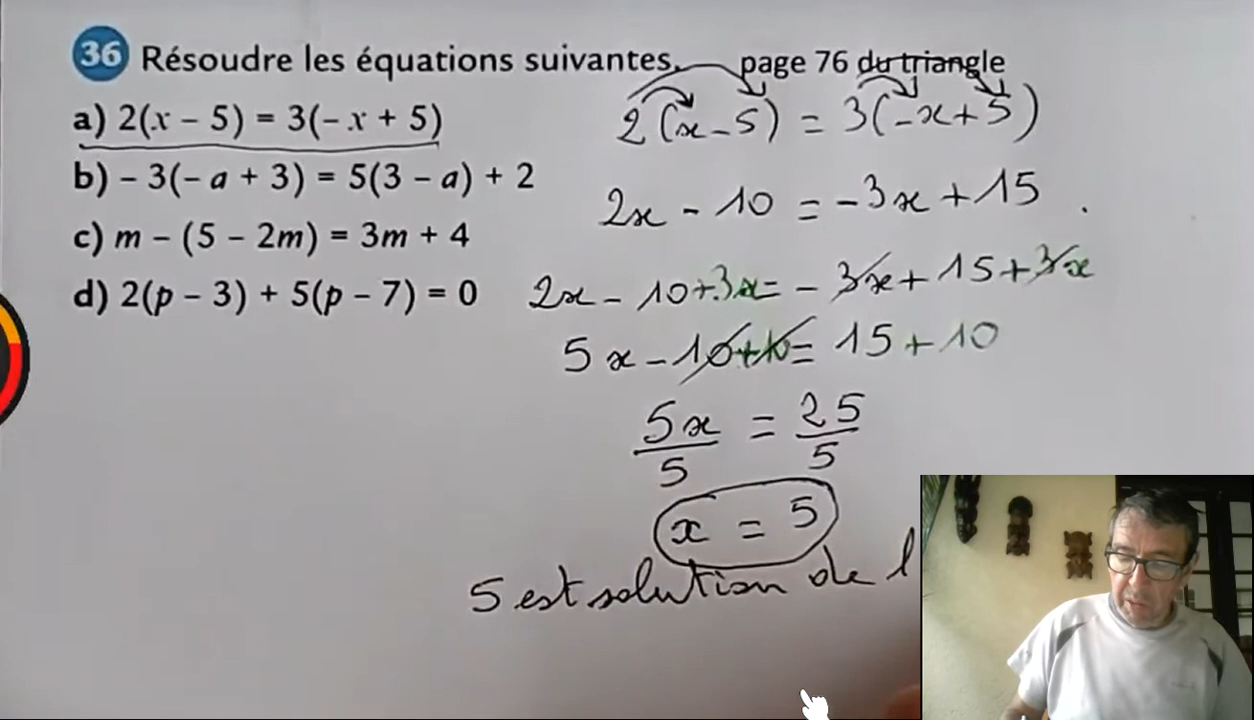 36 Résoudre les équations suivantes. page 76 du triangle
a) 2(x – 5) = 3(– x + 5)
b) – 3(– a + 3) = 5(3 – a) + 2
c) m – (5 – 2m) = 3m + 4
d) 2(p – 3) + 5(p – 7) = 0
2(x-5) = 3(-x+5)
2x - 10 = -3x + 15
2x - 10 + 3x = - 3x + 15 + 3x
5x - 10 + 10 = 15 + 10
5x/5 = 25/5
x = 5
5 est solution de l